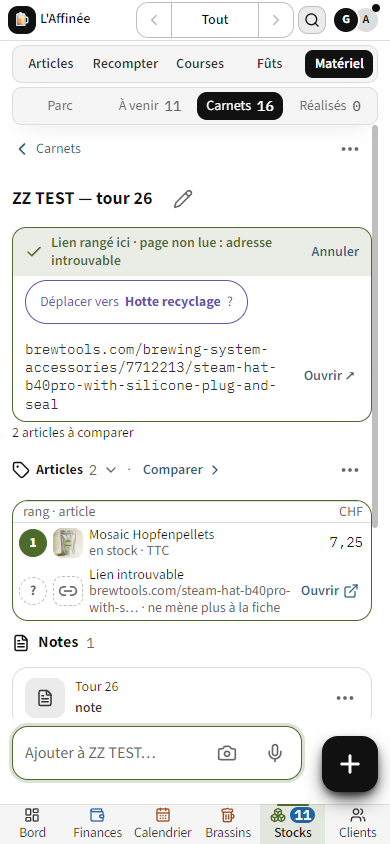 L'Affinée
Tout
G
A
Articles
Recompter
Courses
Fûts
Matériel
Parc
À venir 11
Carnets 16
Réalisés 0
Carnets
ZZ TEST — tour 26
Lien rangé ici · page non lue : adresse
introuvable
Annuler
Déplacer vers Hotte recyclage ?
brewtools.com/brewing-system-
accessories/7712213/steam-hat-
b40pro-with-silicone-plug-and-
seal
Ouvrir ↗
2 articles à comparer
Articles 2 · Comparer
rang · article
CHF
1
Mosaic Hopfenpellets
en stock · TTC
7,25
?
Lien introuvable
brewtools.com/steam-hat-b40pro-
with-s… · ne mène plus à la fiche
Ouvrir
Notes 1
Tour 26
note
Ajouter à ZZ TEST…
Bord
Finances
Calendrier
Brassins
11
Stocks
Clients